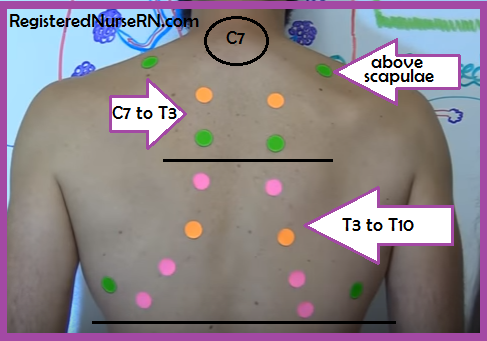 RegisteredNurseRN.com
C7
above
scapulae
C7 to T3
T3 to T10